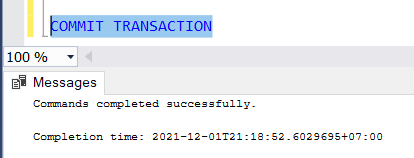 COMMIT TRANSACTION
100 %
Messages
Commands completed successfully.
Completion time: 2021-12-01T21:18:52.6029695+07:00